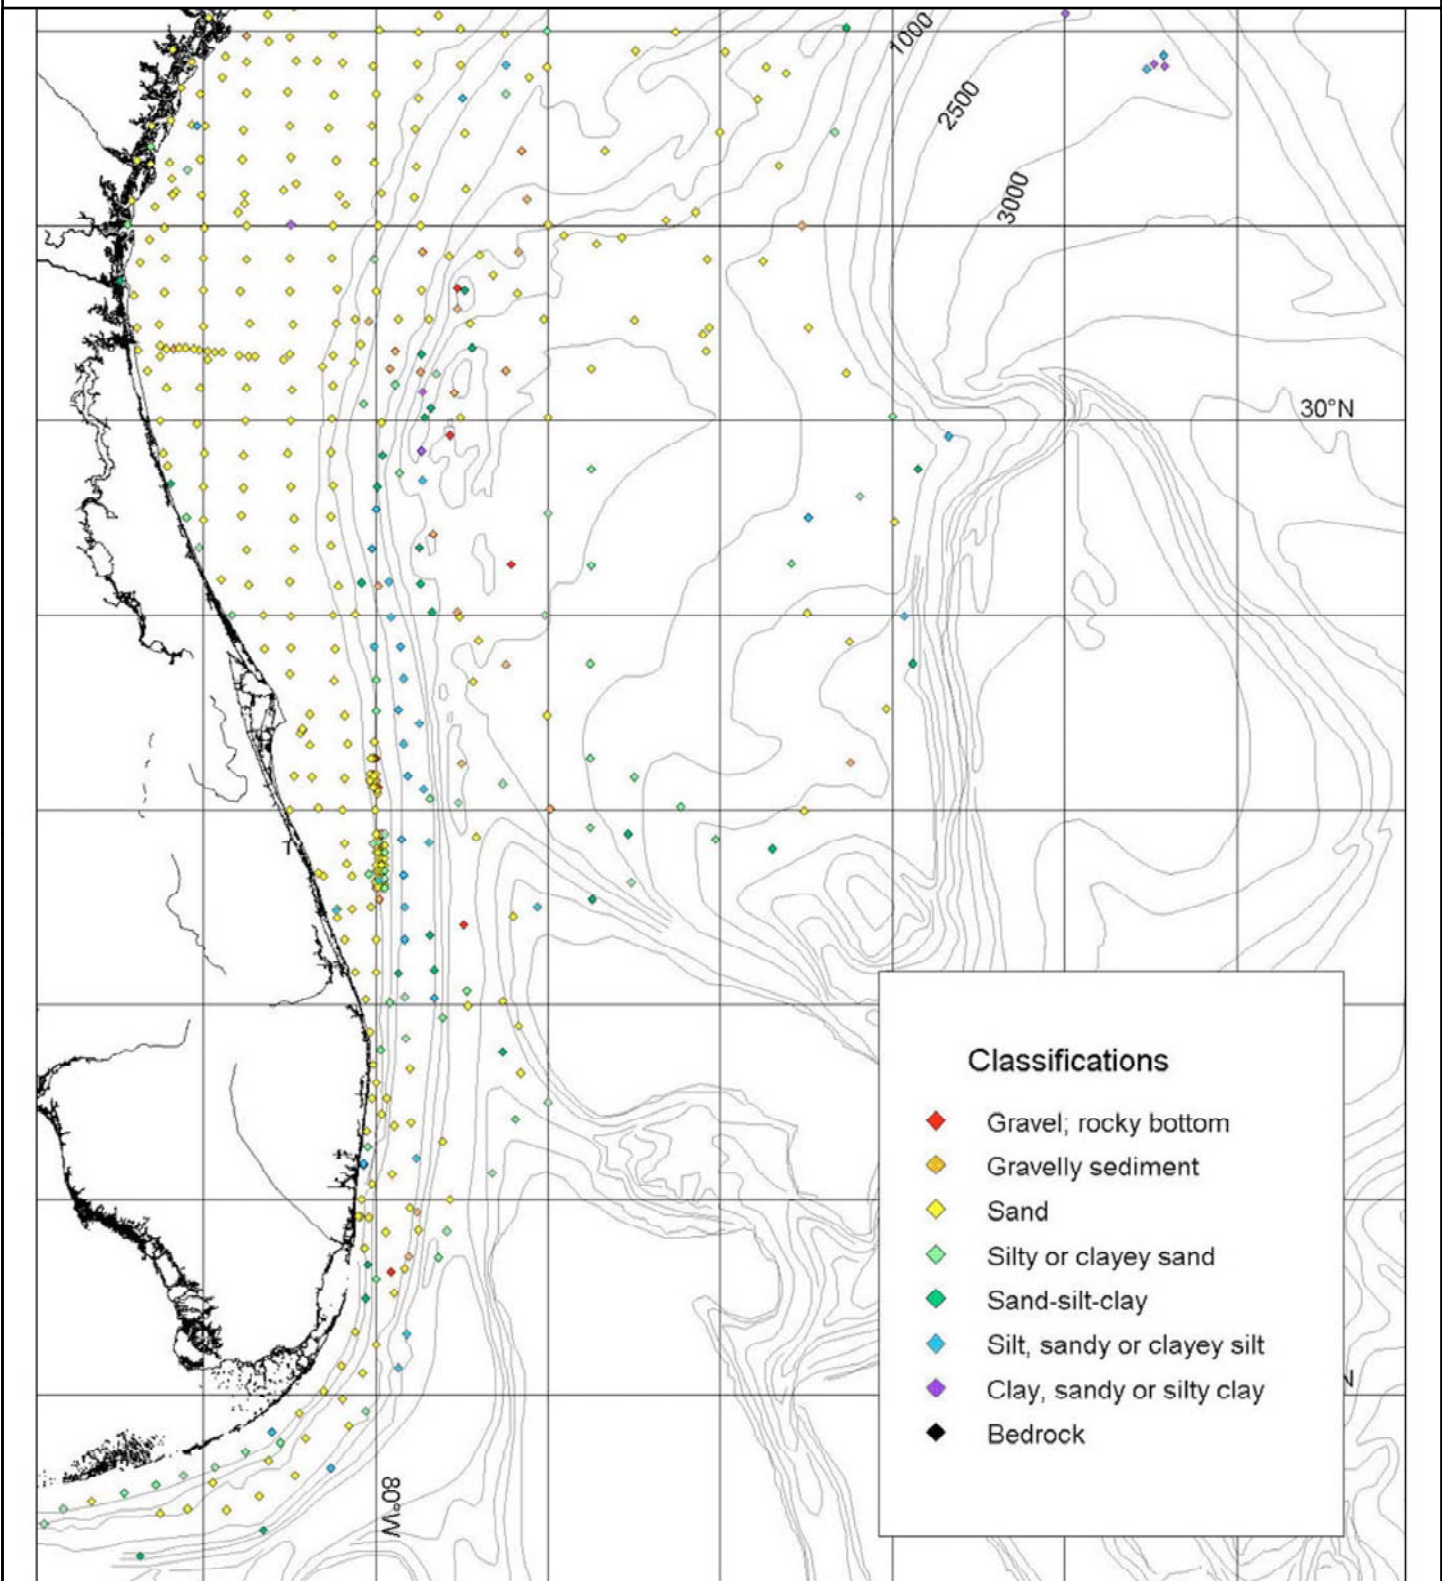 1000
2500
3000
30°N
Classifications
Gravel; rocky bottom
Gravelly sediment
Sand
Silty or clayey sand
Sand-silt-clay
Silt, sandy or clayey silt
Clay, sandy or silty clay
Bedrock
N
80°W